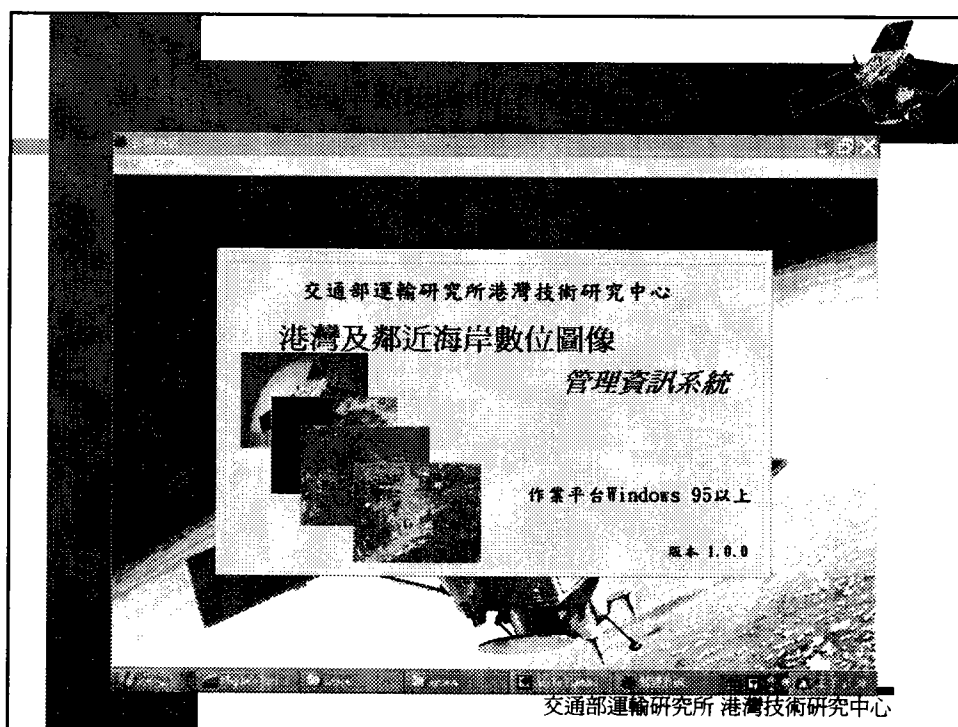 交通部運輸研究所港灣技術研究中心
港灣及鄰近海岸數位圖像
管理資訊系統
作業平台Windows 95以上
版本 1.0.0
交通部運輸研究所 港灣技術研究中心